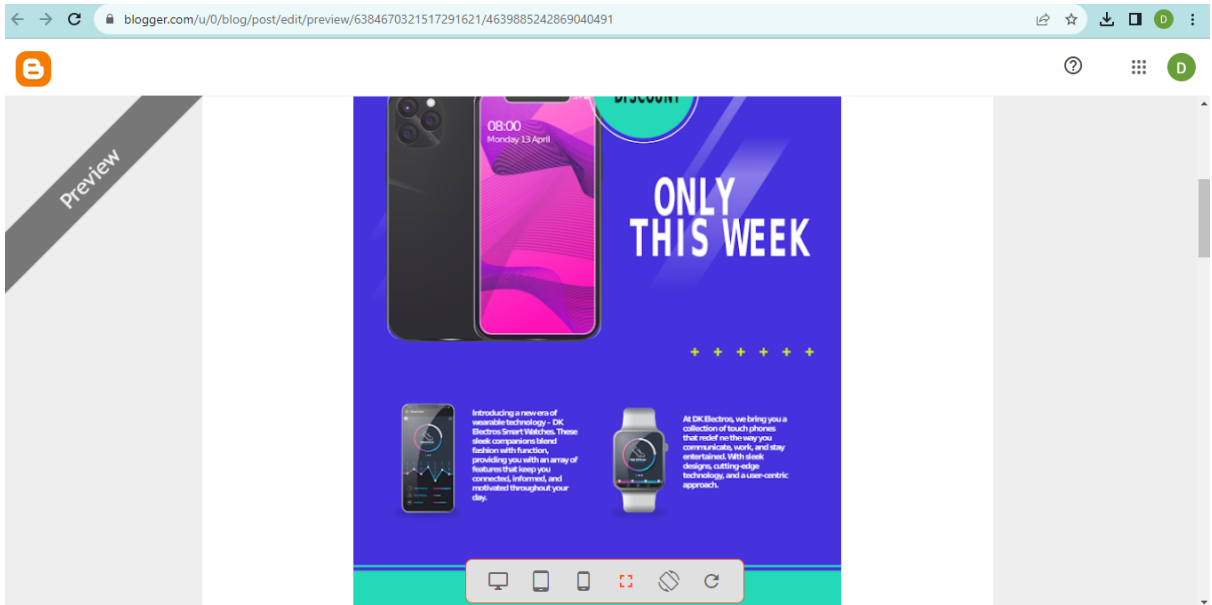 blogger.com/u/0/blog/post/edit/preview/6384670321517291621/4639885242869040491
D
D
Preview
DISCOUNT
08:00
Monday 13 April
ONLY
THIS WEEK
+ + + + + +
Introducing a new era of
wearable technology – DK
Electros Smart Watches. These
sleek companions blend
fashion with function,
providing you with an array of
features that keep you
connected, informed, and
motivated throughout your
day.
At DK Electros, we bring you a
collection of touch phones
that redef ne the way you
communicate, work, and stay
entertained. With sleek
designs, cutting-edge
technology, and a user-centric
approach.